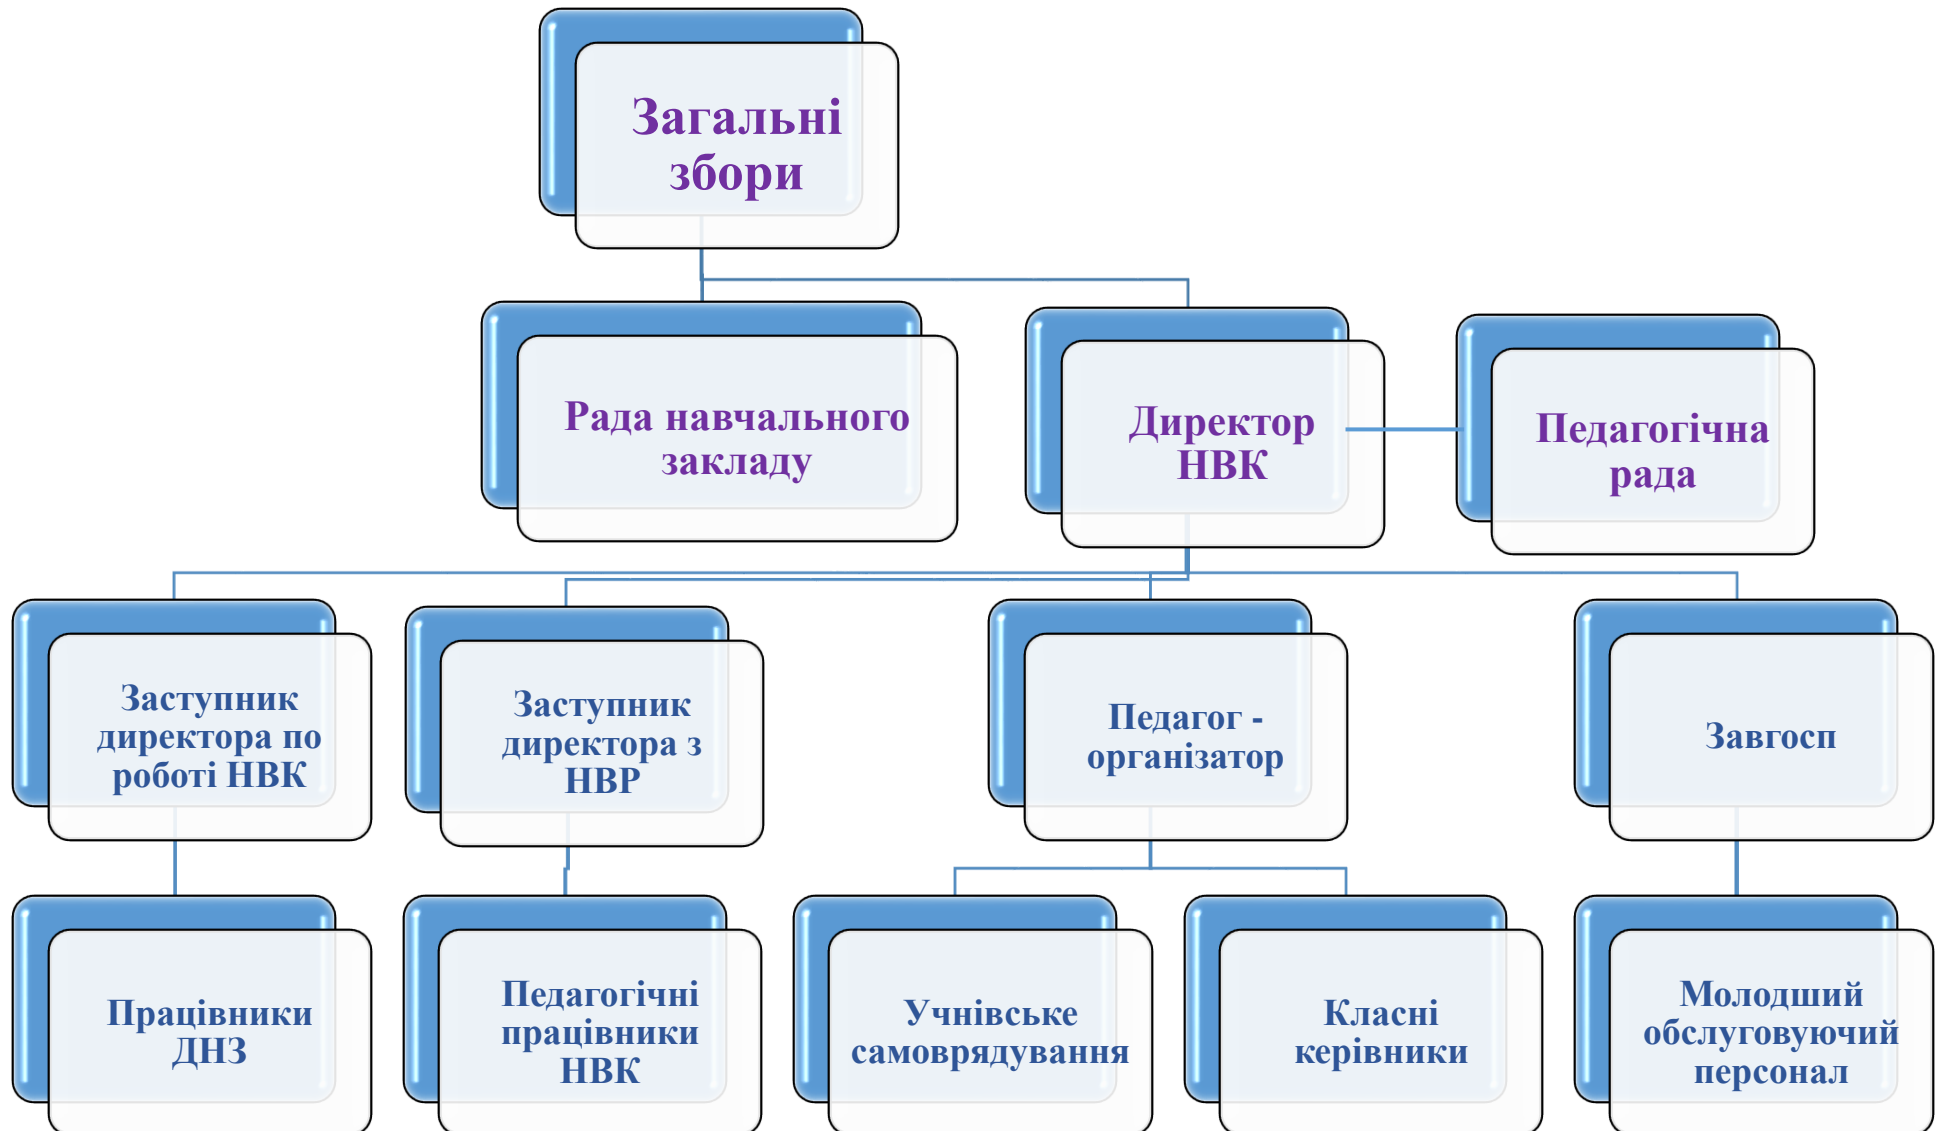 Загальні
збори
Рада навчального
закладу
Директор
НВК
Педагогічна
рада
Заступник
директора по
роботі НВК
Заступник
директора з
НВР
Педагог -
організатор
Завгосп
Працівники
ДНЗ
Педагогічні
працівники
НВК
Учнівське
самоврядування
Класні
керівники
Молодший
обслуговуючий
персонал